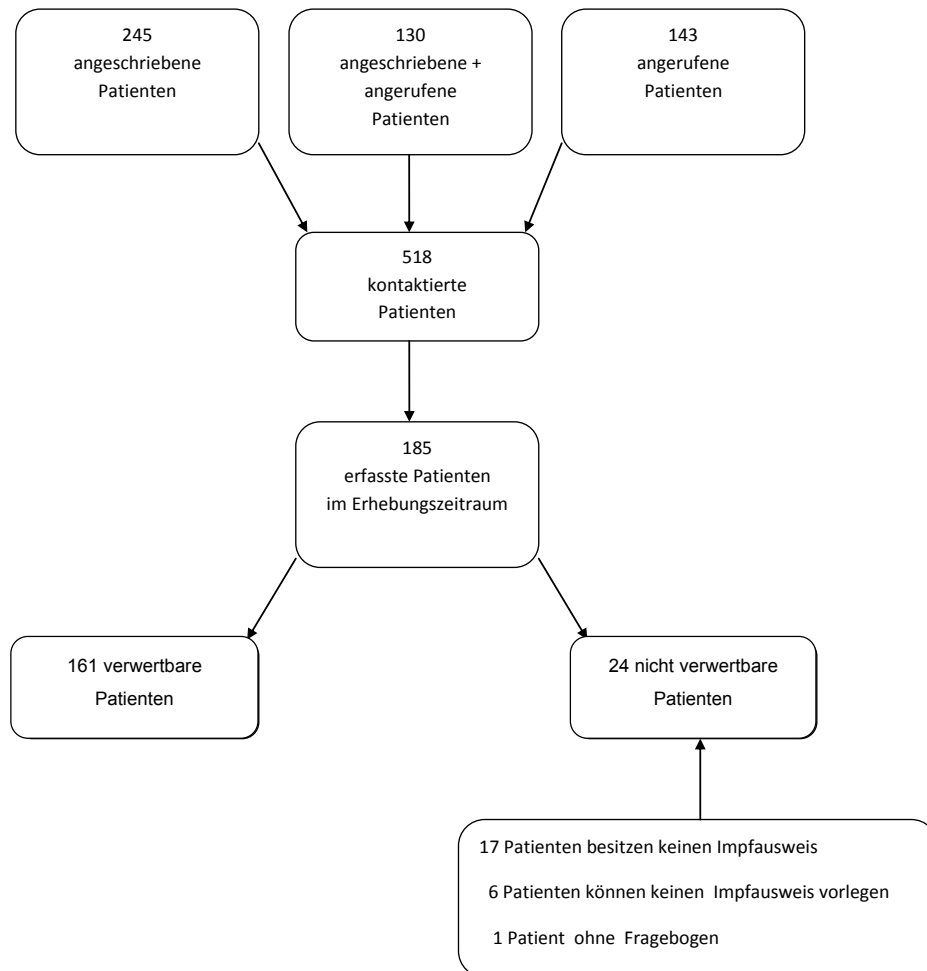 245
angeschriebene
Patienten
130
angeschriebene +
angerufene
Patienten
143
angerufene
Patienten
518
kontaktierte
Patienten
185
erfasste Patienten
im Erhebungszeitraum
161 verwertbare
Patienten
24 nicht verwertbare
Patienten
17 Patienten besitzen keinen Impfausweis
6 Patienten können keinen Impfausweis vorlegen
1 Patient ohne Fragebogen